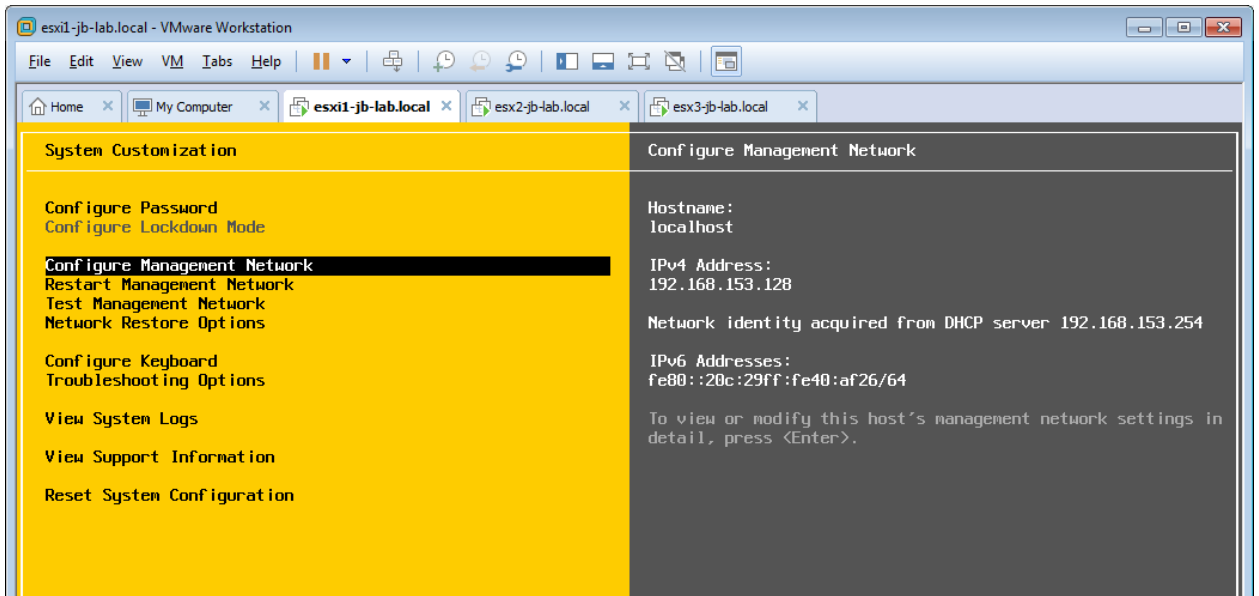 esxi1-jb-lab.local - VMware Workstation
File Edit View VM Tabs Help
Home My Computer esxi1-jb-lab.local esx2-jb-lab.local esx3-jb-lab.local
System Customization
Configure Password
Configure Lockdown Mode
Configure Management Network
Restart Management Network
Test Management Network
Network Restore Options
Configure Keyboard
Troubleshooting Options
View System Logs
View Support Information
Reset System Configuration
Configure Management Network
Hostname:
localhost
IPv4 Address:
192.168.153.128
Network identity acquired from DHCP server 192.168.153.254
IPv6 Addresses:
fe80::20c:29ff:fe40:af26/64
To view or modify this host's management network settings in
detail, press <Enter>.